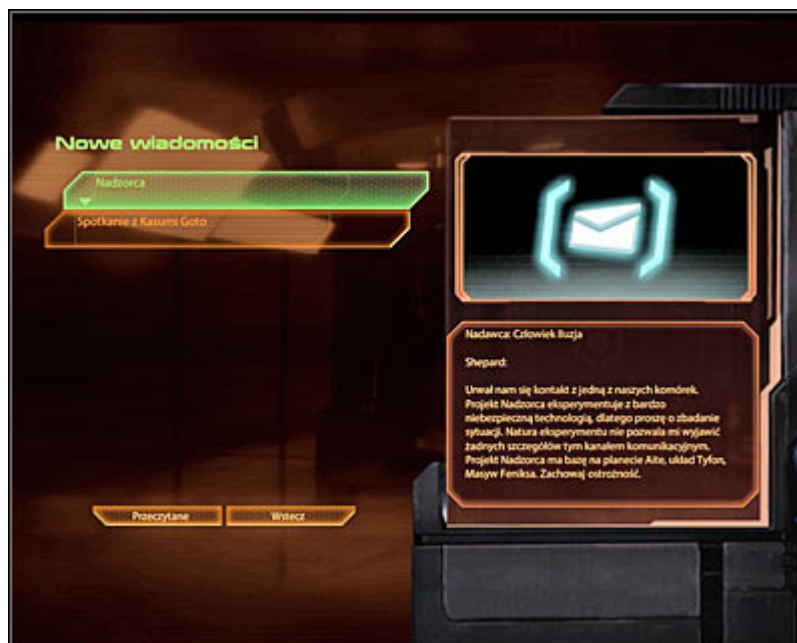 Nowe wiadomości
Nadzorca
Spotkanie z Kasumi Goto
Nadawca: Człowiek Iluzja
Shepard:
Urwał nam się kontakt z jedną z naszych komórek.
Projekt Nadzorca eksperymentuje z bardzo
niebezpieczną technologią, dlatego proszę o zbadanie
sytuacji. Natura eksperymentu nie pozwala mi wyjawić
żadnych szczegółów tym kanałem komunikacyjnym.
Projekt Nadzorca ma bazę na planecie Aite, układ Tyfon,
Masyw Feniksa. Zachowaj ostrożność.
Przeczytane
Wstecz